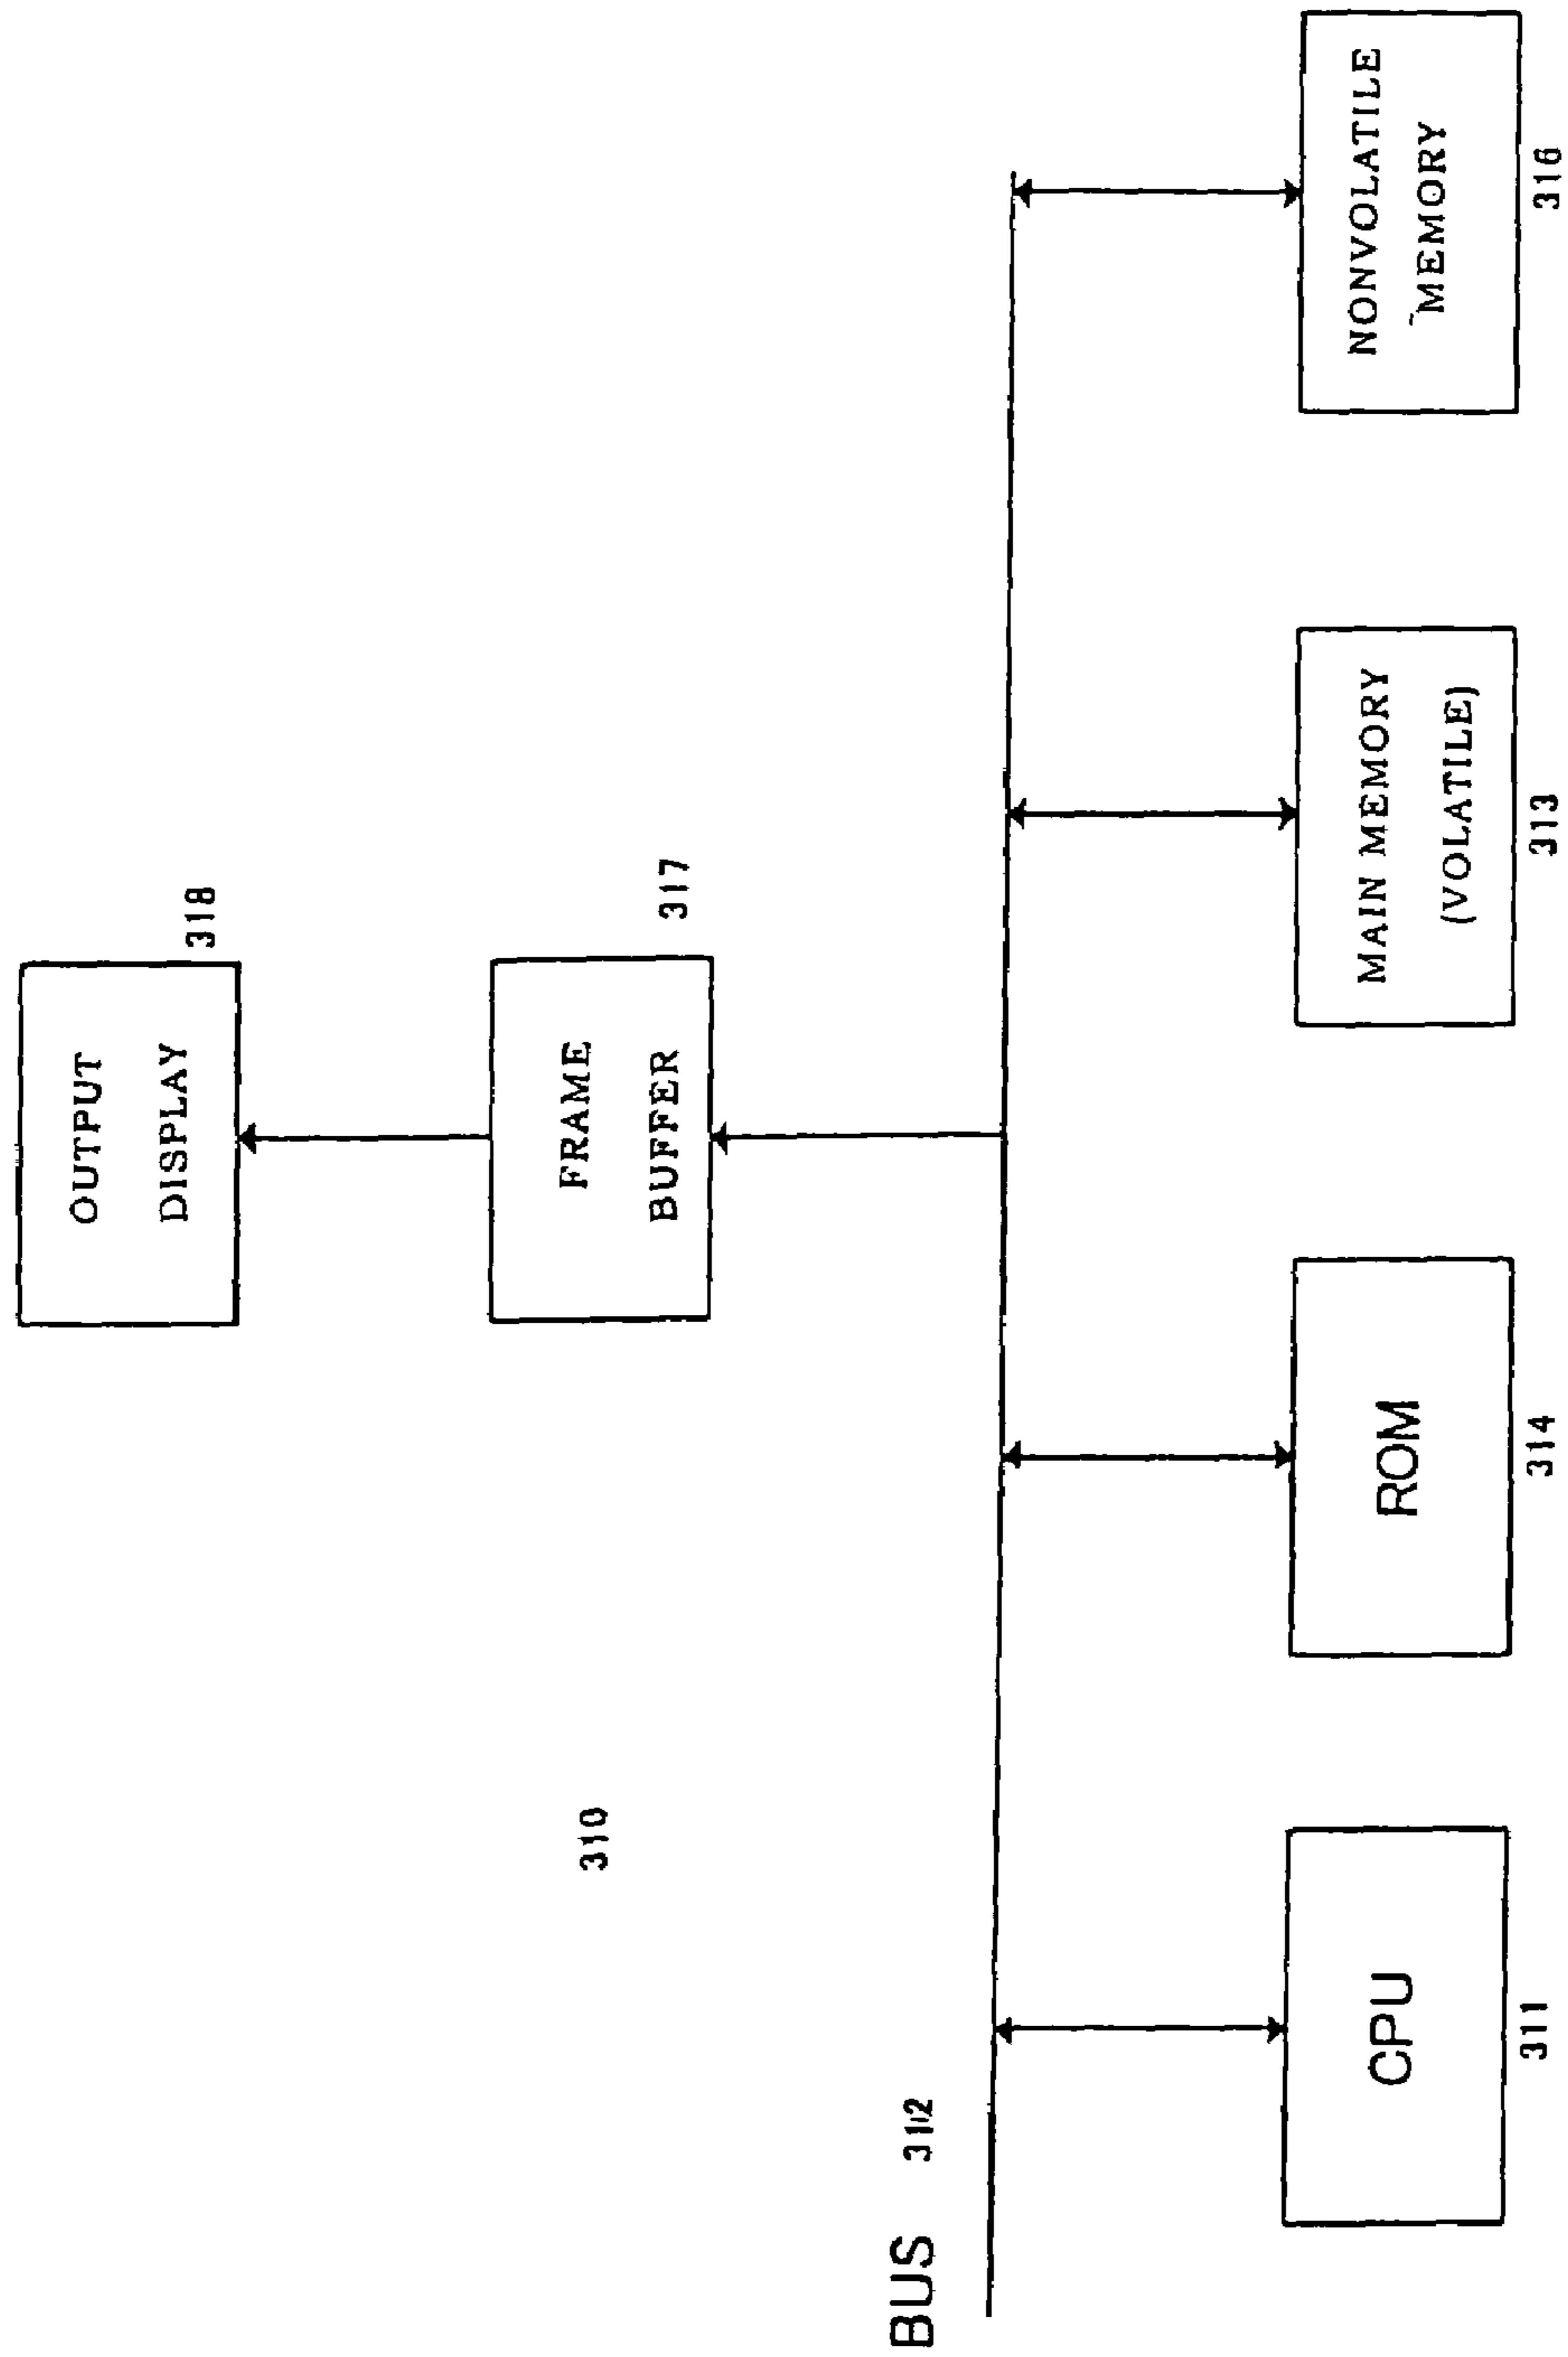 OUTPUT
DISPLAY
318
FRAME
BUFFER
317
310
BUS 312
CPU
311
ROM
314
MAIN MEMORY
(VOLATILE)
313
NONVOLATILE
MEMORY
316